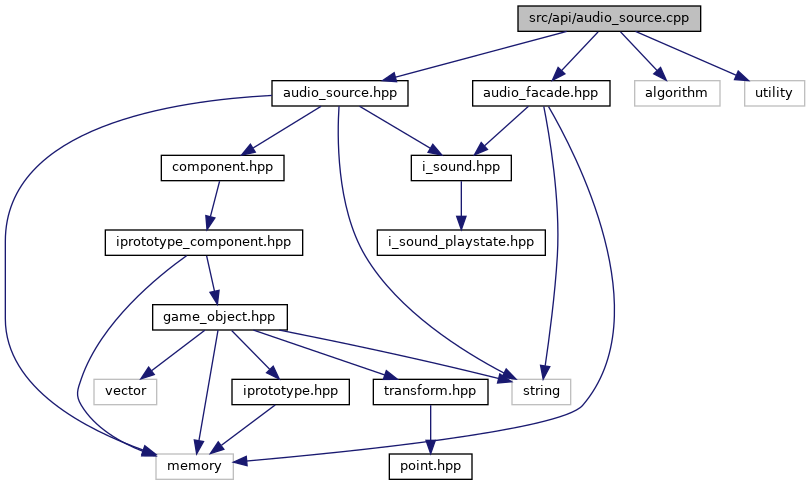 src/api/audio_source.cpp
audio_source.hpp
audio_facade.hpp
algorithm
utility
component.hpp
i_sound.hpp
iprototype_component.hpp
i_sound_playstate.hpp
game_object.hpp
vector
iprototype.hpp
transform.hpp
string
memory
point.hpp